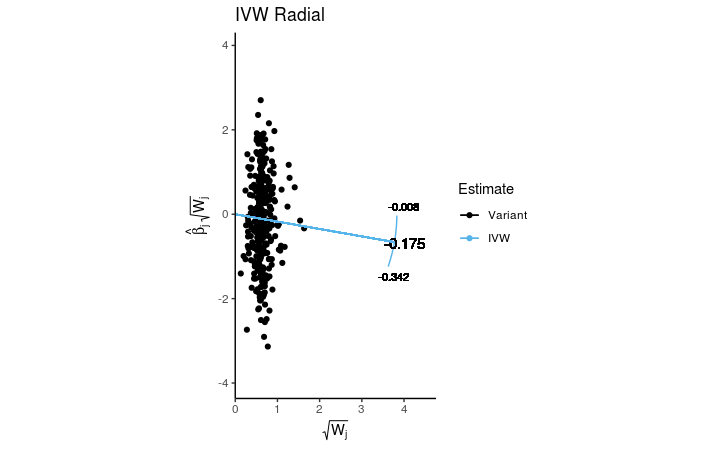 IVW Radial
4
2
0
-2
-4
β̂j√Wj
0
1
2
3
4
√Wj
-0.008
-0.175
-0.342
Estimate
Variant
IVW